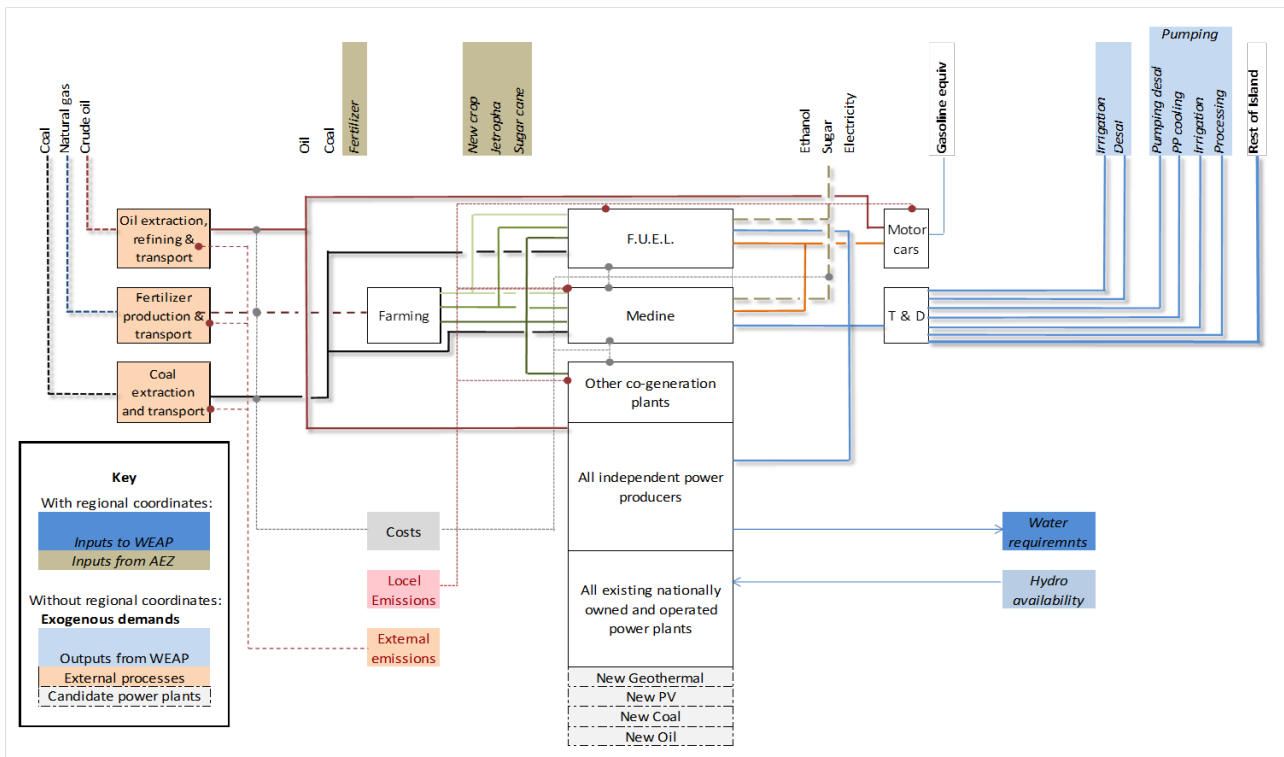 Pumping
Coal
Natural gas
Crude oil
Oil
Coal
Fertilizer
New crop
Jetropha
Sugar cane
Ethanol
Sugar
Electricity
Gasoline equiv
Irrigation
Desal
Pumping desal
PP cooling
Irrigation
Processing
Rest of Island
Oil extraction,
refining &
transport
F.U.E.L.
Motor
cars
Fertilizer
production &
transport
Farming
Medine
T & D
Coal
extraction
and transport
Other co-generation
plants
Key
With regional coordinates:
Inputs to WEAP
Inputs from AEZ
Without regional coordinates:
Exogenous demands
Outputs from WEAP
External processes
Candidate power plants
All independent power
producers
Costs
Water
requiremnts
Locel
Emissions
All existing nationally
owned and operated
power plants
Hydro
availability
External
emissions
New Geothermal
New PV
New Coal
New Oil